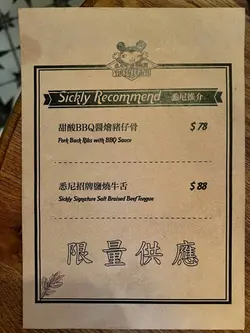 Sickly Recommend 悉尼推介
甜酸BBQ醬燴豬仔骨 $78
Pork Back Ribs with BBQ Sauce
悉尼招牌鹽燒牛舌 $88
Sickly Signature Salt Braised Beef Tongue
限量供應